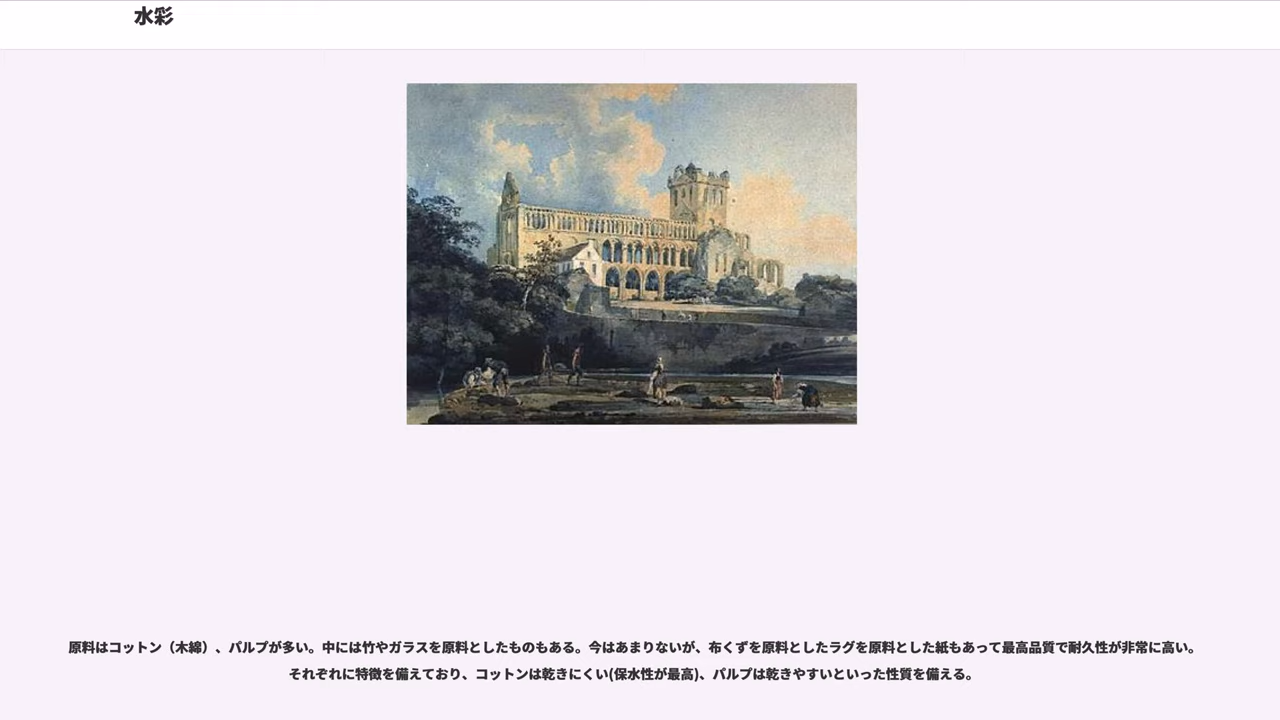 水彩
原料はコットン（木綿）、パルプが多い。中には竹やガラスを原料としたものもある。今はあまりないが、布くずを原料としたラグを原料とした紙もあって最高品質で耐久性が非常に高い。
それぞれに特徴を備えており、コットンは乾きにくい(保水性が最高)、パルプは乾きやすいといった性質を備える。